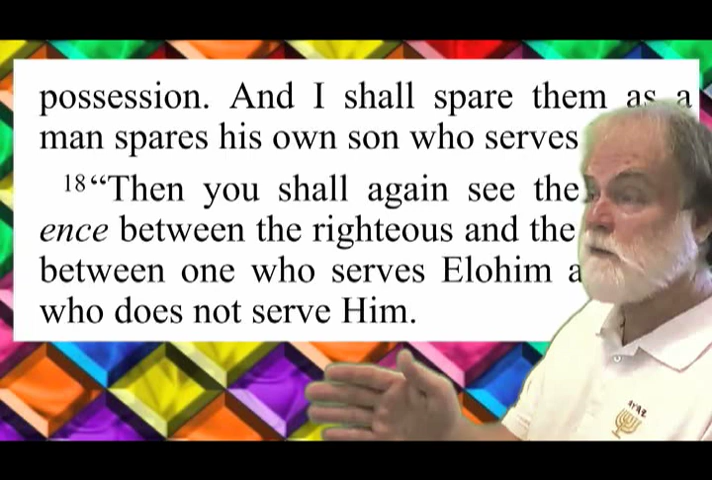 possession. And I shall spare them as a
man spares his own son who serves
18“Then you shall again see the
ence between the righteous and the
between one who serves Elohim a
who does not serve Him.